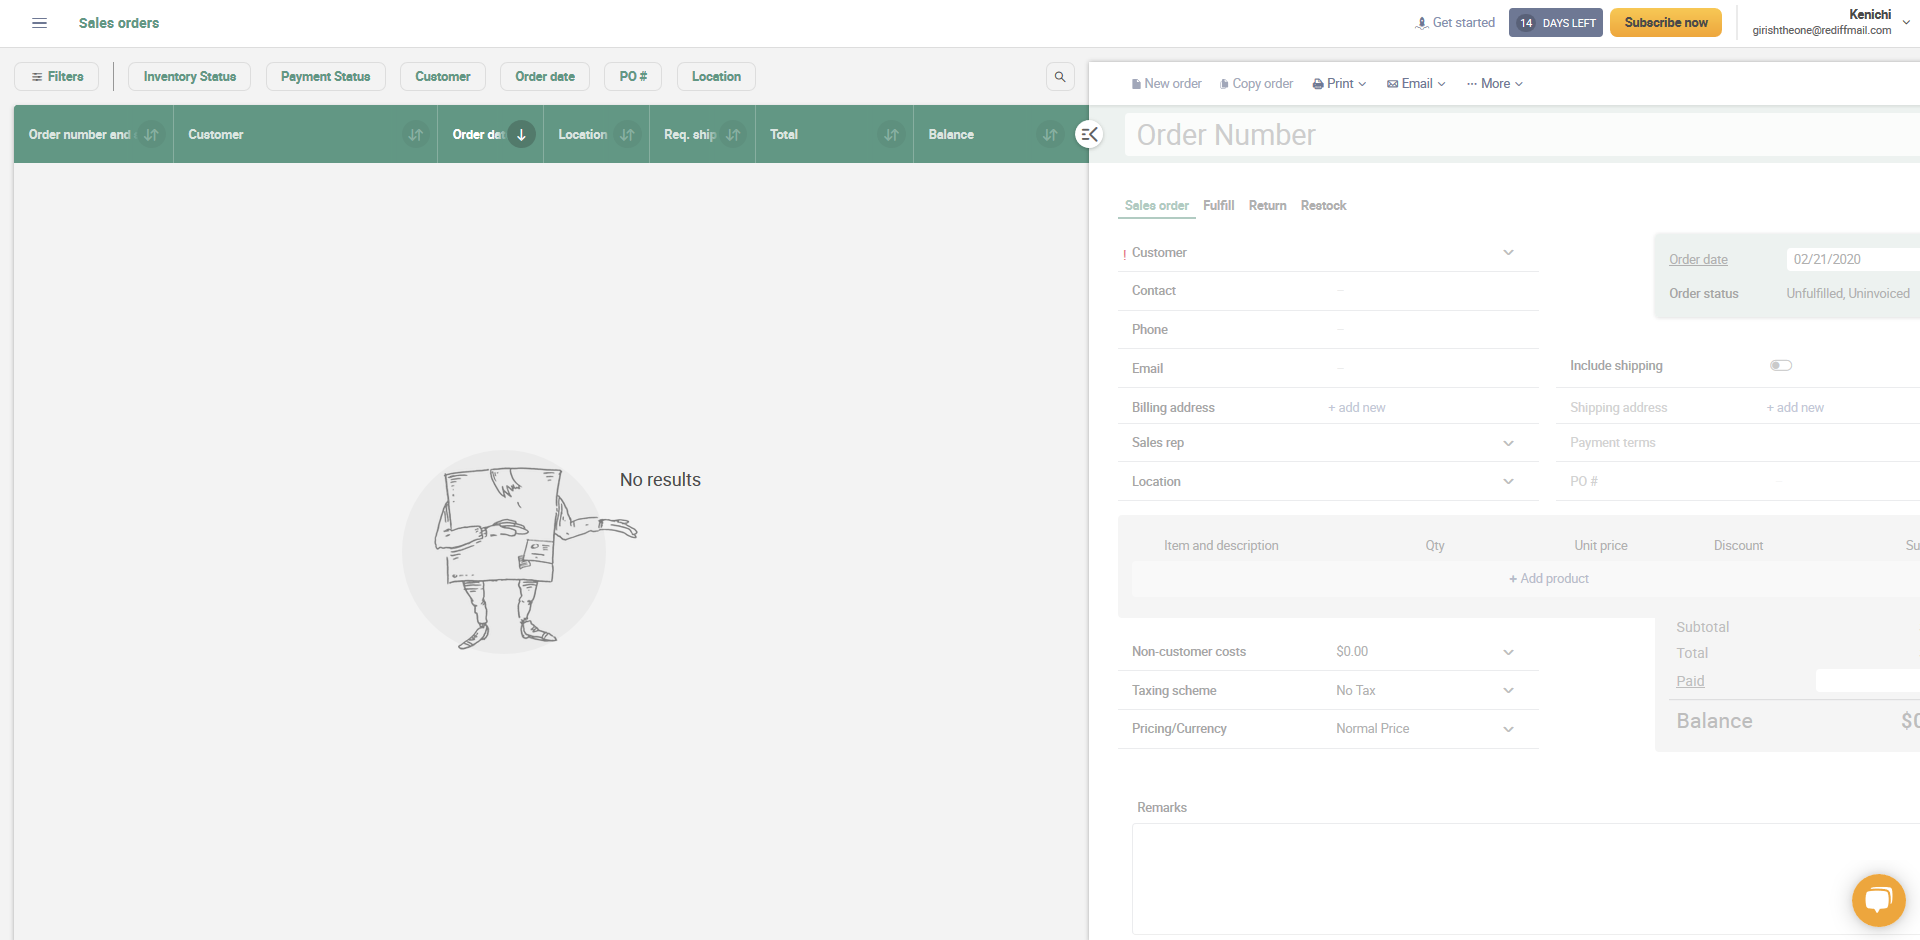 Sales orders
Get started
14 DAYS LEFT
Subscribe now
Kenichi
girishtheone@rediffmail.com
Filters
Inventory Status
Payment Status
Customer
Order date
PO #
Location
New order
Copy order
Print
Email
More
Order number and
Customer
Order dat
Location
Req. ship
Total
Balance
Order Number
No results
Sales order
Fulfill
Return
Restock
! Customer
Contact
Phone
Email
Billing address + add new
Sales rep
Location
Order date 02/21/2020
Order status Unfulfilled, Uninvoiced
Include shipping
Shipping address + add new
Payment terms
PO #
Item and description Qty Unit price Discount Su
+ Add product
Non-customer costs $0.00
Taxing scheme No Tax
Pricing/Currency Normal Price
Subtotal
Total
Paid
Balance $0
Remarks